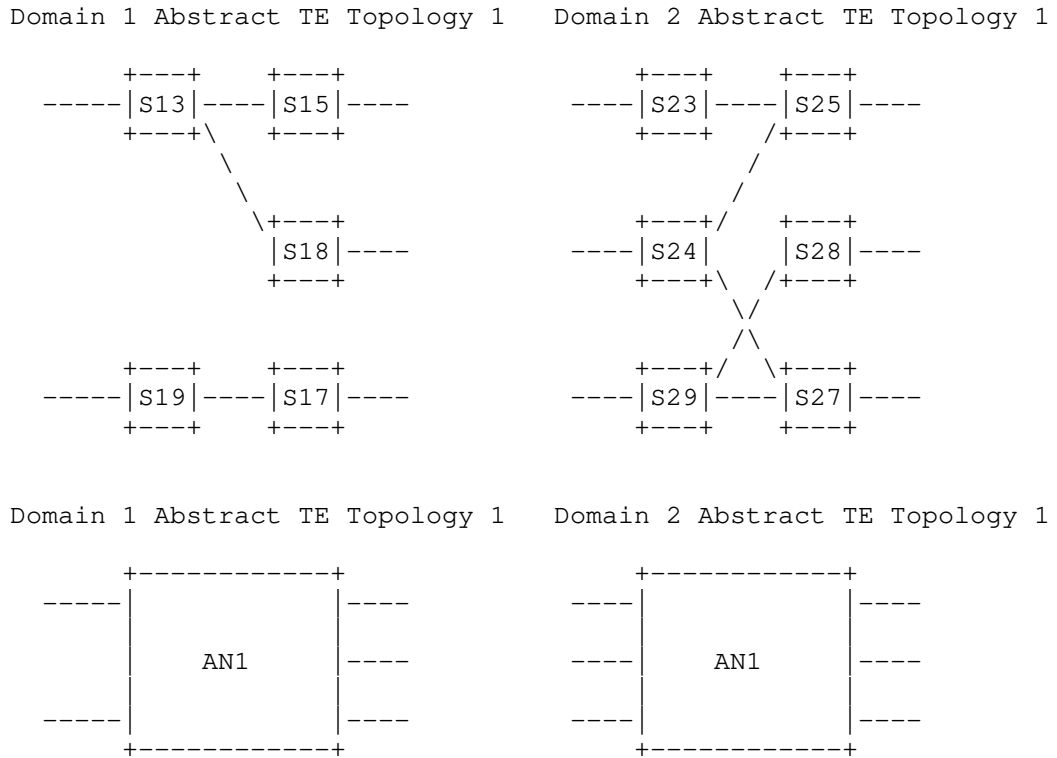 Domain 1 Abstract TE Topology 1   Domain 2 Abstract TE Topology 1
S13 S15 S23 S25
S18 S24 S28
S19 S17 S29 S27
Domain 1 Abstract TE Topology 1   Domain 2 Abstract TE Topology 1
AN1 AN1